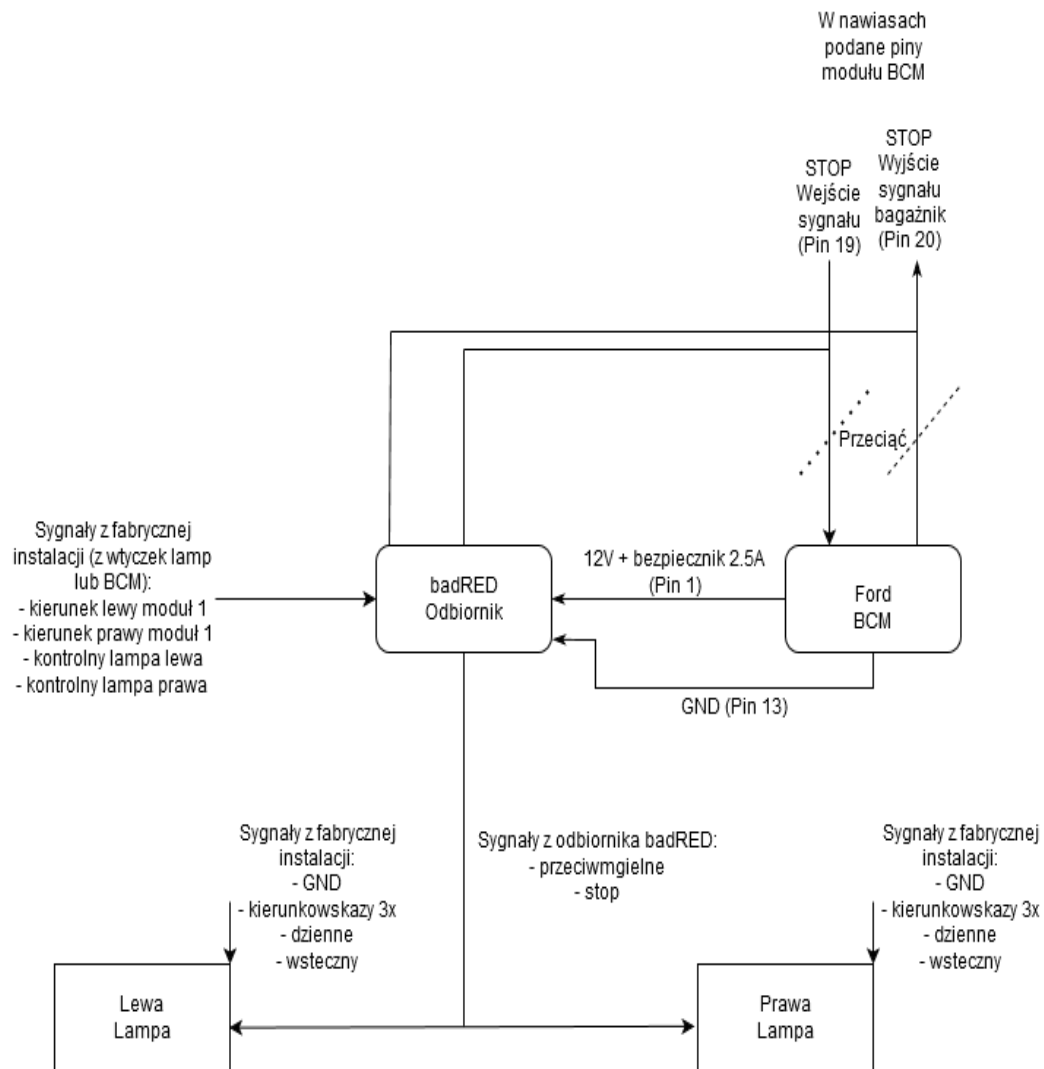 W nawiasach
podane piny
modułu BCM
STOP
Wejście
sygnału
(Pin 19)
STOP
Wyjście
sygnału
bagażnik
(Pin 20)
Przeciąć
Sygnały z fabrycznej
instalacji (z wtyczek lamp
lub BCM):
- kierunek lewy moduł 1
- kierunek prawy moduł 1
- kontrolny lampa lewa
- kontrolny lampa prawa
badRED
Odbiornik
12V + bezpiecznik 2.5A
(Pin 1)
Ford
BCM
GND (Pin 13)
Sygnały z fabrycznej
instalacji:
- GND
- kierunkowskazy 3x
- dzienne
- wsteczny
Sygnały z odbiornika badRED:
- przeciwmgielne
- stop
Sygnały z fabrycznej
instalacji:
- GND
- kierunkowskazy 3x
- dzienne
- wsteczny
Lewa
Lampa
Prawa
Lampa